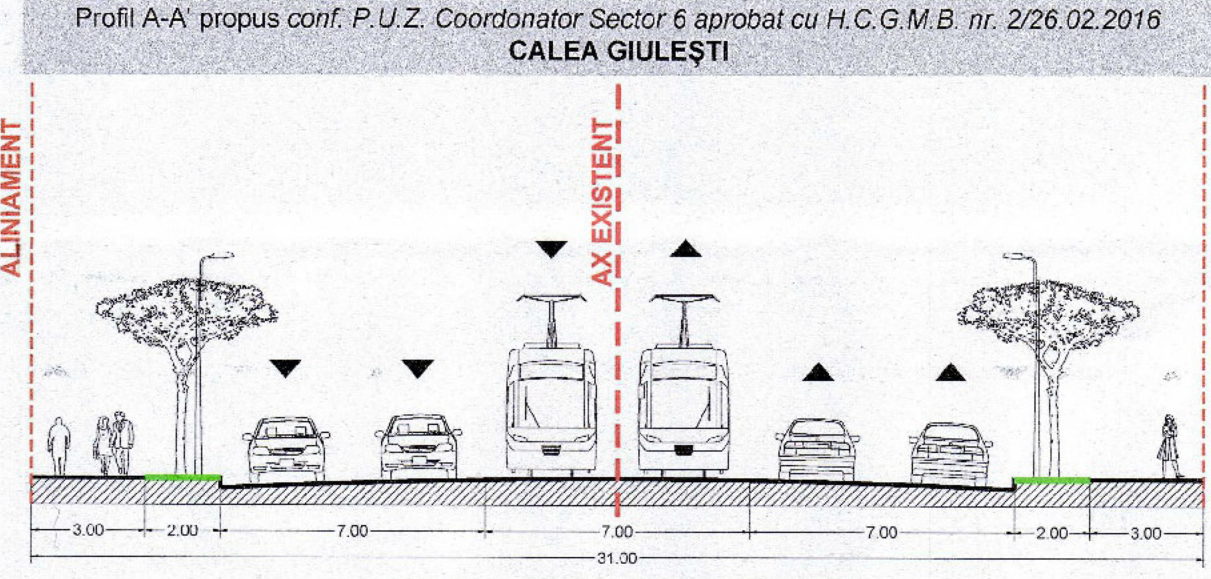 Profil A-A' propus conf. P.U.Z. Coordonator Sector 6 aprobat cu H.C.G.M.B. nr. 2/26.02.2016
CALEA GIULEŞTI
ALINIAMENT
AX EXISTENT
3.00 2.00 7.00 7.00 7.00 2.00 3.00
31.00